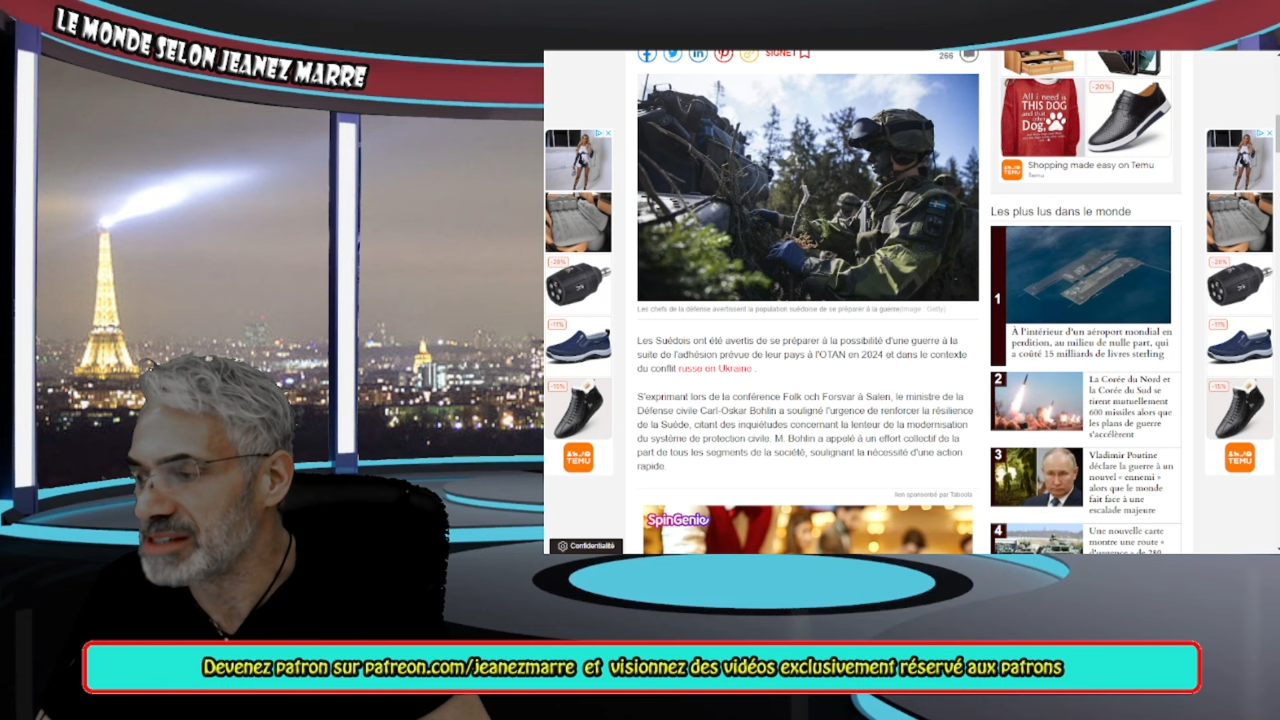 LE MONDE SELON JEANEZ MARRE
SIGNET
266
Les chefs de la défense avertissent la population suédoise de se préparer à la guerre(Image : Getty)
Les Suédois ont été avertis de se préparer à la possibilité d'une guerre à la
suite de l'adhésion prévue de leur pays à l'OTAN en 2024 et dans le contexte
du conflit russe en Ukraine .
S'exprimant lors de la conférence Folk och Forsvar à Salen, le ministre de la
Défense civile Carl-Oskar Bohlin a souligné l'urgence de renforcer la résilience
de la Suède, citant des inquiétudes concernant la lenteur de la modernisation
du système de protection civile. M. Bohlin a appelé à un effort collectif de la
part de tous les segments de la société, soulignant la nécessité d'une action
rapide.
Non sponsorisé par Taboola
SpinGenie
Confidentialité
-28%
-11%
-15%
TEMU
All i need is
THIS DOG
and that
other
Dog.
-20%
TEMU
Shopping made easy on Temu
Temu
Les plus lus dans le monde
1
À l'intérieur d'un aéroport mondial en
perdition, au milieu de nulle part, qui
a coûté 15 milliards de livres sterling
2
La Corée du Nord et
la Corée du Sud se
tirent mutuellement
600 missiles alors que
les plans de guerre
s'accélèrent
3
Vladimir Poutine
déclare la guerre à un
nouvel « ennemi »
alors que le monde
fait face à une
escalade majeure
4
Une nouvelle carte
montre une route «
d'urgence » de 280
-28%
-11%
-15%
TEMU
Devenez patron sur patreon.com/jeanezmarre et visionnez des vidéos exclusivement réservé aux patrons